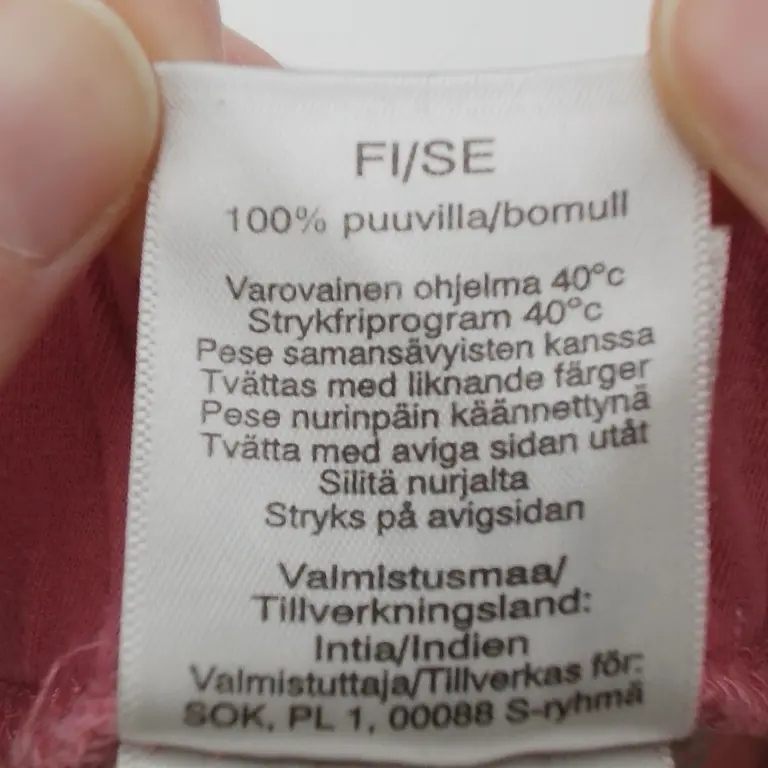 FI/SE
100% puuvilla/bomull
Varovainen ohjelma 40°c
Strykfriprogram 40°c
Pese samansävyisten kanssa
Tvättas med liknande färger
Pese nurinpäin käännettynä
Tvätta med aviga sidan utåt
Silitä nurjalta
Stryks på avigsidan
Valmistusmaa/
Tillverkningsland:
Intia/Indien
Valmistuttaja/Tillverkas för:
SOK, PL 1, 00088 S-ryhmä